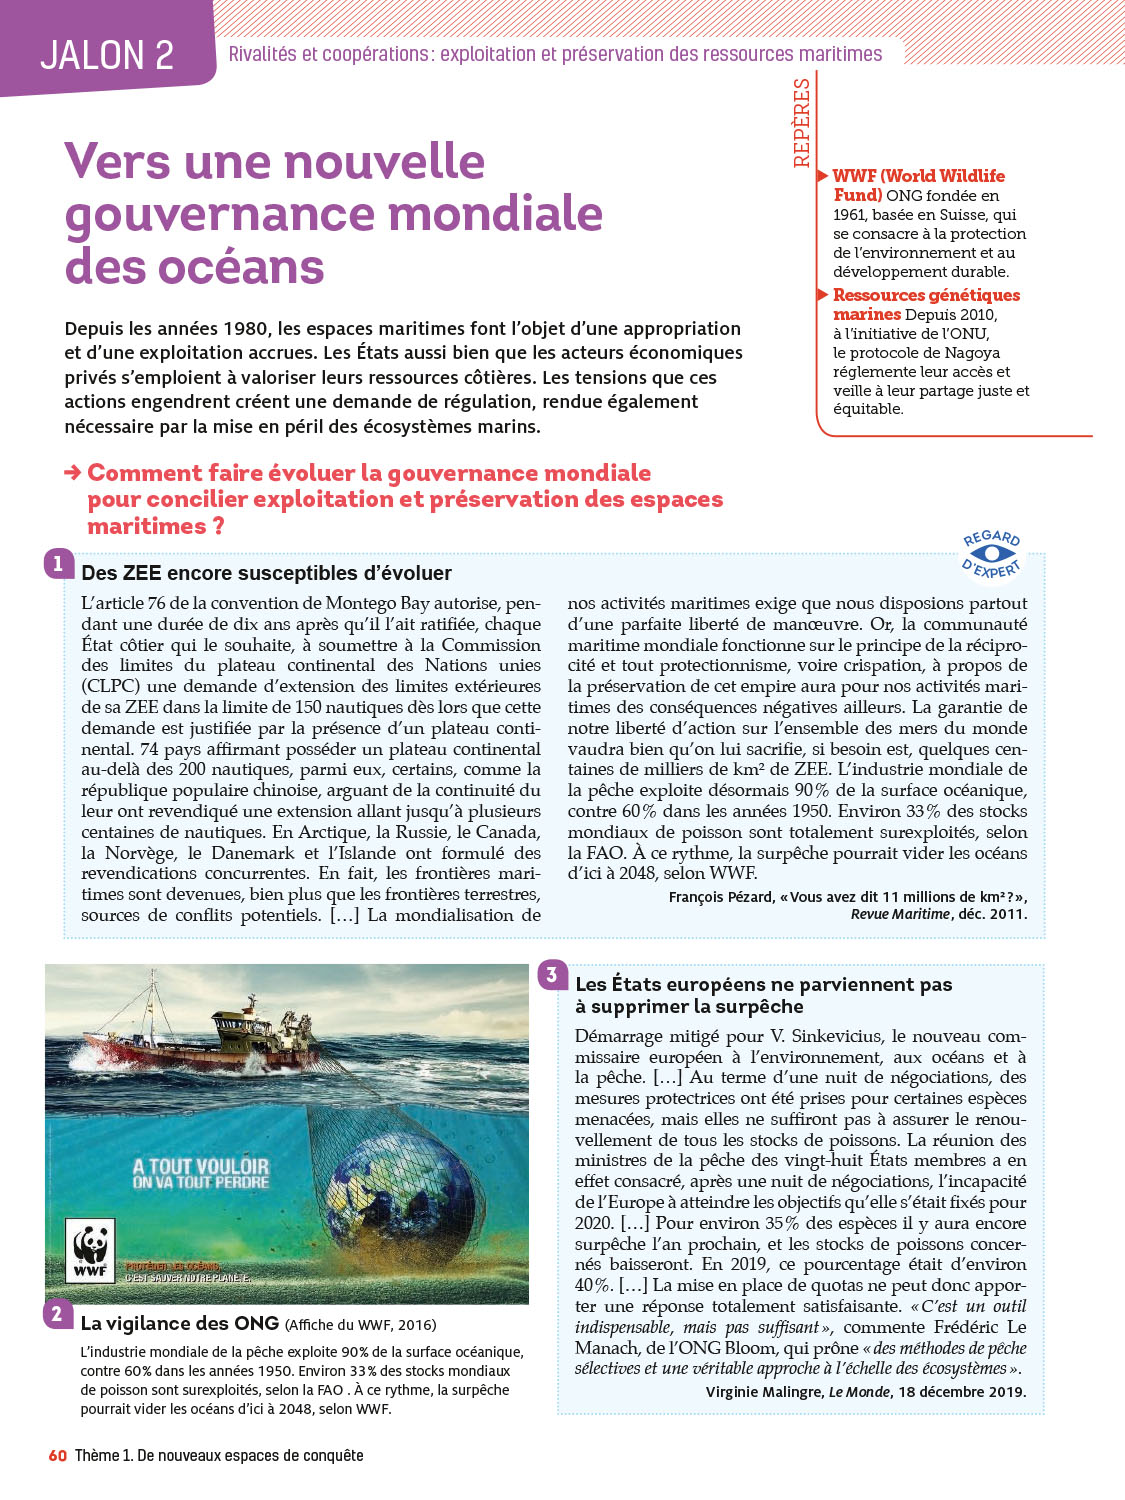 JALON 2
Rivalités et coopérations : exploitation et préservation des ressources maritimes
Vers une nouvelle
gouvernance mondiale
des océans
Depuis les années 1980, les espaces maritimes font l’objet d’une appropriation
et d’une exploitation accrues. Les États aussi bien que les acteurs économiques
privés s’emploient à valoriser leurs ressources côtières. Les tensions que ces
actions engendrent créent une demande de régulation, rendue également
nécessaire par la mise en péril des écosystèmes marins.
→ Comment faire évoluer la gouvernance mondiale
pour concilier exploitation et préservation des espaces
maritimes ?
REPÈRES
▶ WWF (World Wildlife
Fund) ONG fondée en
1961, basée en Suisse, qui
se consacre à la protection
de l’environnement et au
développement durable.
▶ Ressources génétiques
marines Depuis 2010,
à l’initiative de l’ONU,
le protocole de Nagoya
réglemente leur accès et
veille à leur partage juste et
équitable.
1
Des ZEE encore susceptibles d’évoluer
REGARD
D’EXPERT
L’article 76 de la convention de Montego Bay autorise, pen-
dant une durée de dix ans après qu’il l’ait ratifiée, chaque
État côtier qui le souhaite, à soumettre à la Commission
des limites du plateau continental des Nations unies
(CLPC) une demande d’extension des limites extérieures
de sa ZEE dans la limite de 150 nautiques dès lors que cette
demande est justifiée par la présence d’un plateau conti-
nental. 74 pays affirmant posséder un plateau continental
au-delà des 200 nautiques, parmi eux, certains, comme la
république populaire chinoise, arguant de la continuité du
leur ont revendiqué une extension allant jusqu’à plusieurs
centaines de nautiques. En Arctique, la Russie, le Canada,
la Norvège, le Danemark et l’Islande ont formulé des
revendications concurrentes. En fait, les frontières mari-
times sont devenues, bien plus que les frontières terrestres,
sources de conflits potentiels. […] La mondialisation de
nos activités maritimes exige que nous disposions partout
d’une parfaite liberté de manœuvre. Or, la communauté
maritime mondiale fonctionne sur le principe de la récipro-
cité et tout protectionnisme, voire crispation, à propos de
la préservation de cet empire aura pour nos activités mari-
times des conséquences négatives ailleurs. La garantie de
notre liberté d’action sur l’ensemble des mers du monde
vaudra bien qu’on lui sacrifie, si besoin est, quelques cen-
taines de milliers de km² de ZEE. L’industrie mondiale de
la pêche exploite désormais 90 % de la surface océanique,
contre 60 % dans les années 1950. Environ 33 % des stocks
mondiaux de poisson sont totalement surexploités, selon
la FAO. À ce rythme, la surpêche pourrait vider les océans
d’ici à 2048, selon WWF.
François Pézard, « Vous avez dit 11 millions de km² ? »,
Revue Maritime, déc. 2011.
A TOUT VOULOIR
ON VA TOUT PERDRE
WWF
PROTÉGER LES OCÉANS,
C’EST SAUVER NOTRE PLANÈTE.
2
La vigilance des ONG (Affiche du WWF, 2016)
L’industrie mondiale de la pêche exploite 90 % de la surface océanique,
contre 60 % dans les années 1950. Environ 33 % des stocks mondiaux
de poisson sont surexploités, selon la FAO . À ce rythme, la surpêche
pourrait vider les océans d’ici à 2048, selon WWF.
3
Les États européens ne parviennent pas
à supprimer la surpêche
Démarrage mitigé pour V. Sinkevicius, le nouveau com-
missaire européen à l’environnement, aux océans et à
la pêche. […] Au terme d’une nuit de négociations, des
mesures protectrices ont été prises pour certaines espèces
menacées, mais elles ne suffiront pas à assurer le renou-
vellement de tous les stocks de poissons. La réunion des
ministres de la pêche des vingt-huit États membres a en
effet consacré, après une nuit de négociations, l’incapacité
de l’Europe à atteindre les objectifs qu’elle s’était fixés pour
2020. […] Pour environ 35 % des espèces il y aura encore
surpêche l’an prochain, et les stocks de poissons concer-
nés baisseront. En 2019, ce pourcentage était d’environ
40 %. […] La mise en place de quotas ne peut donc appor-
ter une réponse totalement satisfaisante. « C’est un outil
indispensable, mais pas suffisant », commente Frédéric Le
Manach, de l’ONG Bloom, qui prône « des méthodes de pêche
sélectives et une véritable approche à l’échelle des écosystèmes ».
Virginie Malingre, Le Monde, 18 décembre 2019.
60 Thème 1. De nouveaux espaces de conquête